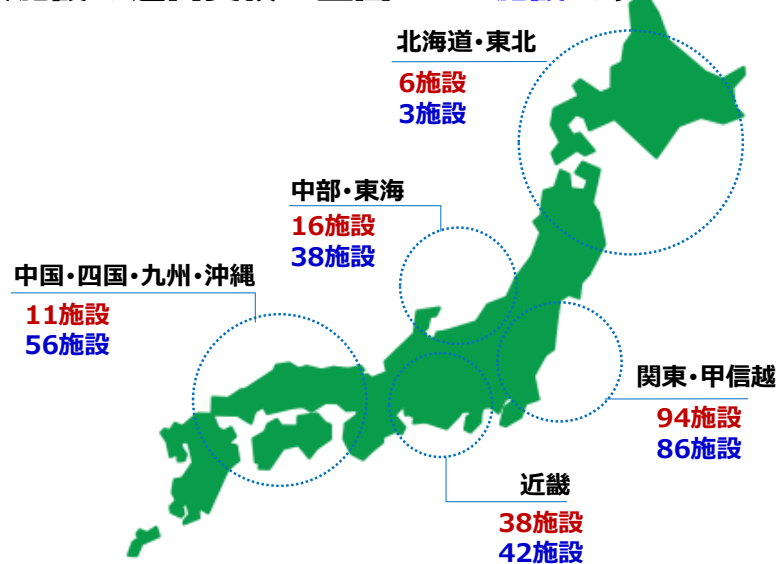 北海道・東北
6施設
3施設
中部・東海
16施設
38施設
中国・四国・九州・沖縄
11施設
56施設
関東・甲信越
94施設
86施設
近畿
38施設
42施設